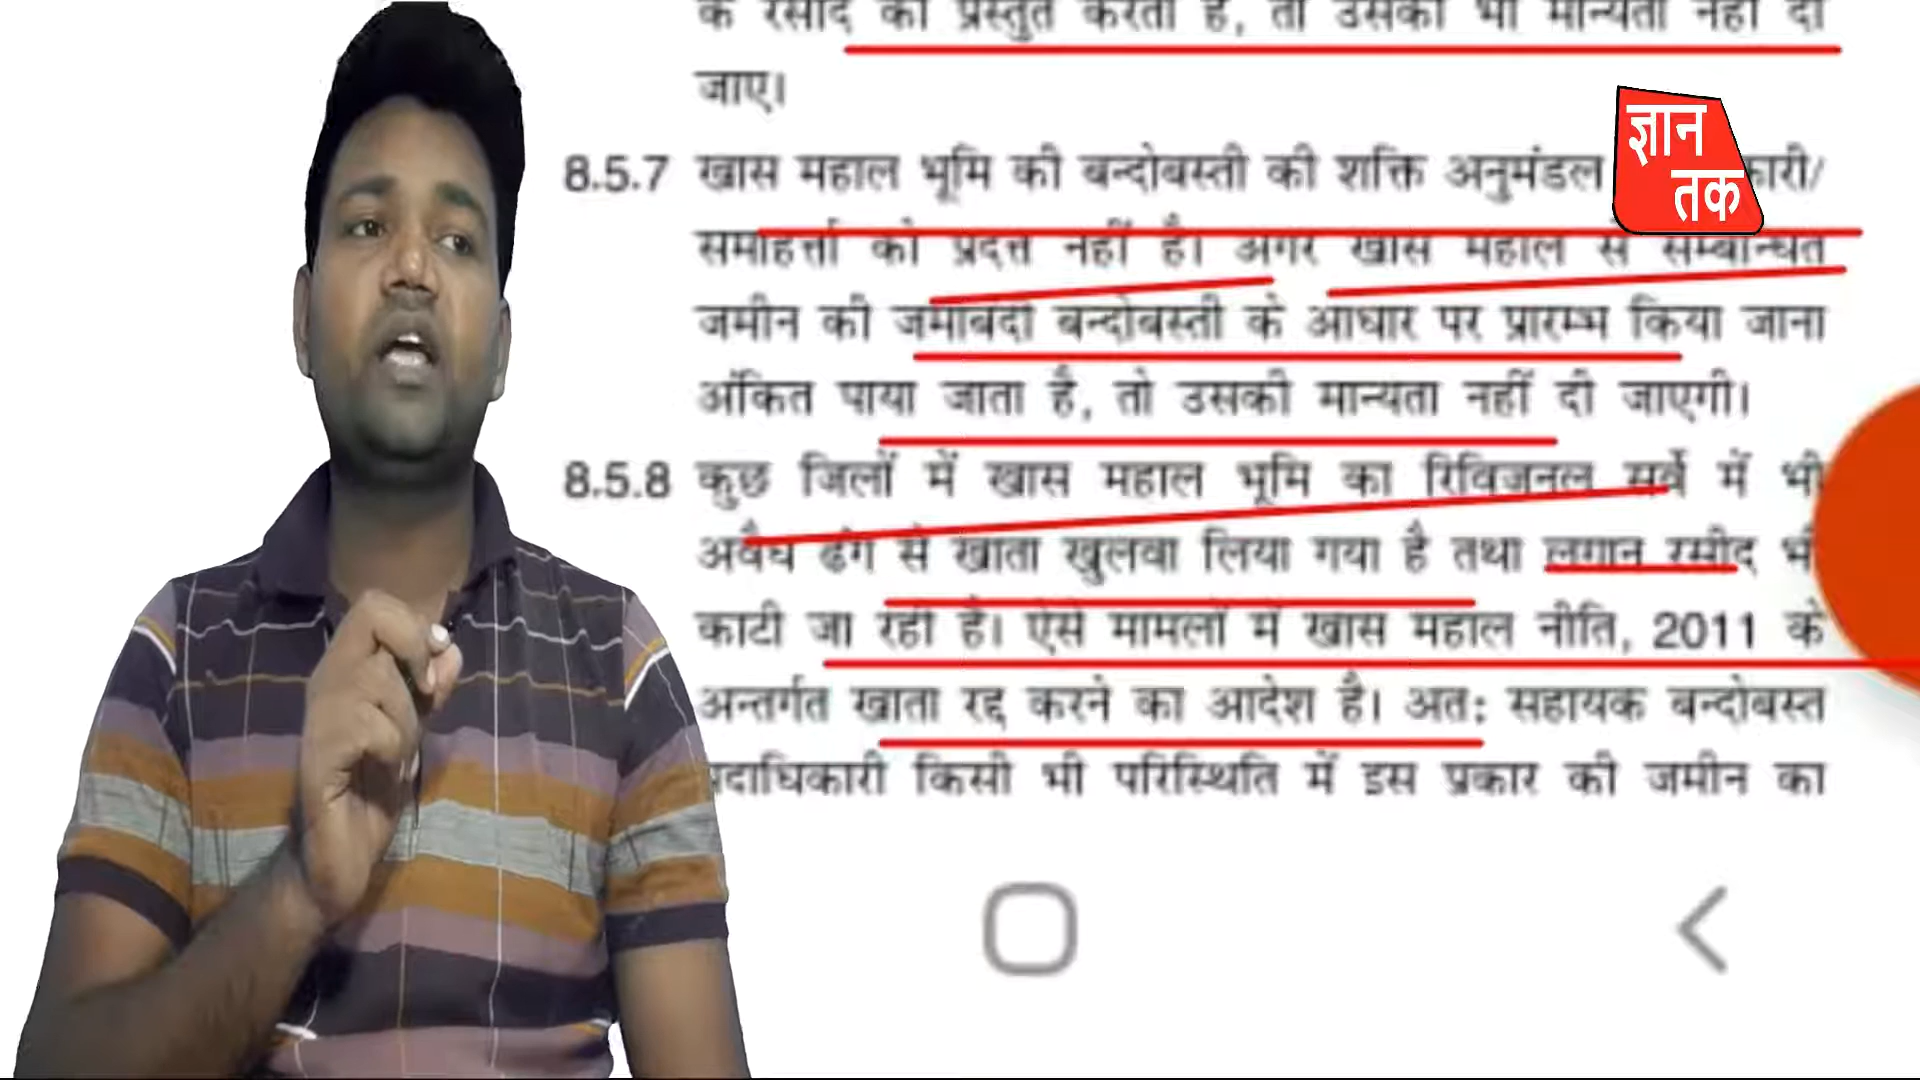 के रसीद को प्रस्तुत करता है, तो उसको भी मान्यता नहीं दी
जाए।
8.5.7 खास महाल भूमि की बन्दोबस्ती की शक्ति अनुमंडल कारी/
समाहर्त्ता को प्रदत्त नहीं है। अगर खास महाल से सम्बन्धित
जमीन की जमाबंदी बन्दोबस्ती के आधार पर प्रारम्भ किया जाना
अंकित पाया जाता है, तो उसकी मान्यता नहीं दी जाएगी।
8.5.8 कुछ जिलों में खास महाल भूमि का रिविजनल सर्वे में भी
अवैध ढंग से खाता खुलवा लिया गया है तथा लगान रसीद भी
काटी जा रही है। ऐसे मामलों में खास महाल नीति, 2011 के
अन्तर्गत खाता रद्द करने का आदेश है। अत: सहायक बन्दोबस्त
पदाधिकारी किसी भी परिस्थिति में इस प्रकार की जमीन का
ज्ञान
तक